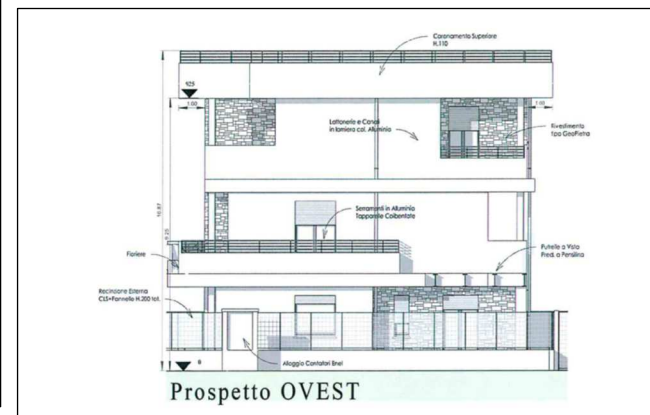 Coronamento Superiore
H.110
925
1.00
1.00
Lattonerie e Canali
in lamiera col. Alluminio
Rivestimento
tipo GeoPietra
10.87
9.25
Serramenti in Alluminio
Tapparelle Coibentate
Fioriere
Putrelle a Vista
Recinzione Esterna
CLS+Pannello H.200 tot.
Alloggio Contatori Enel
Prospetto OVEST